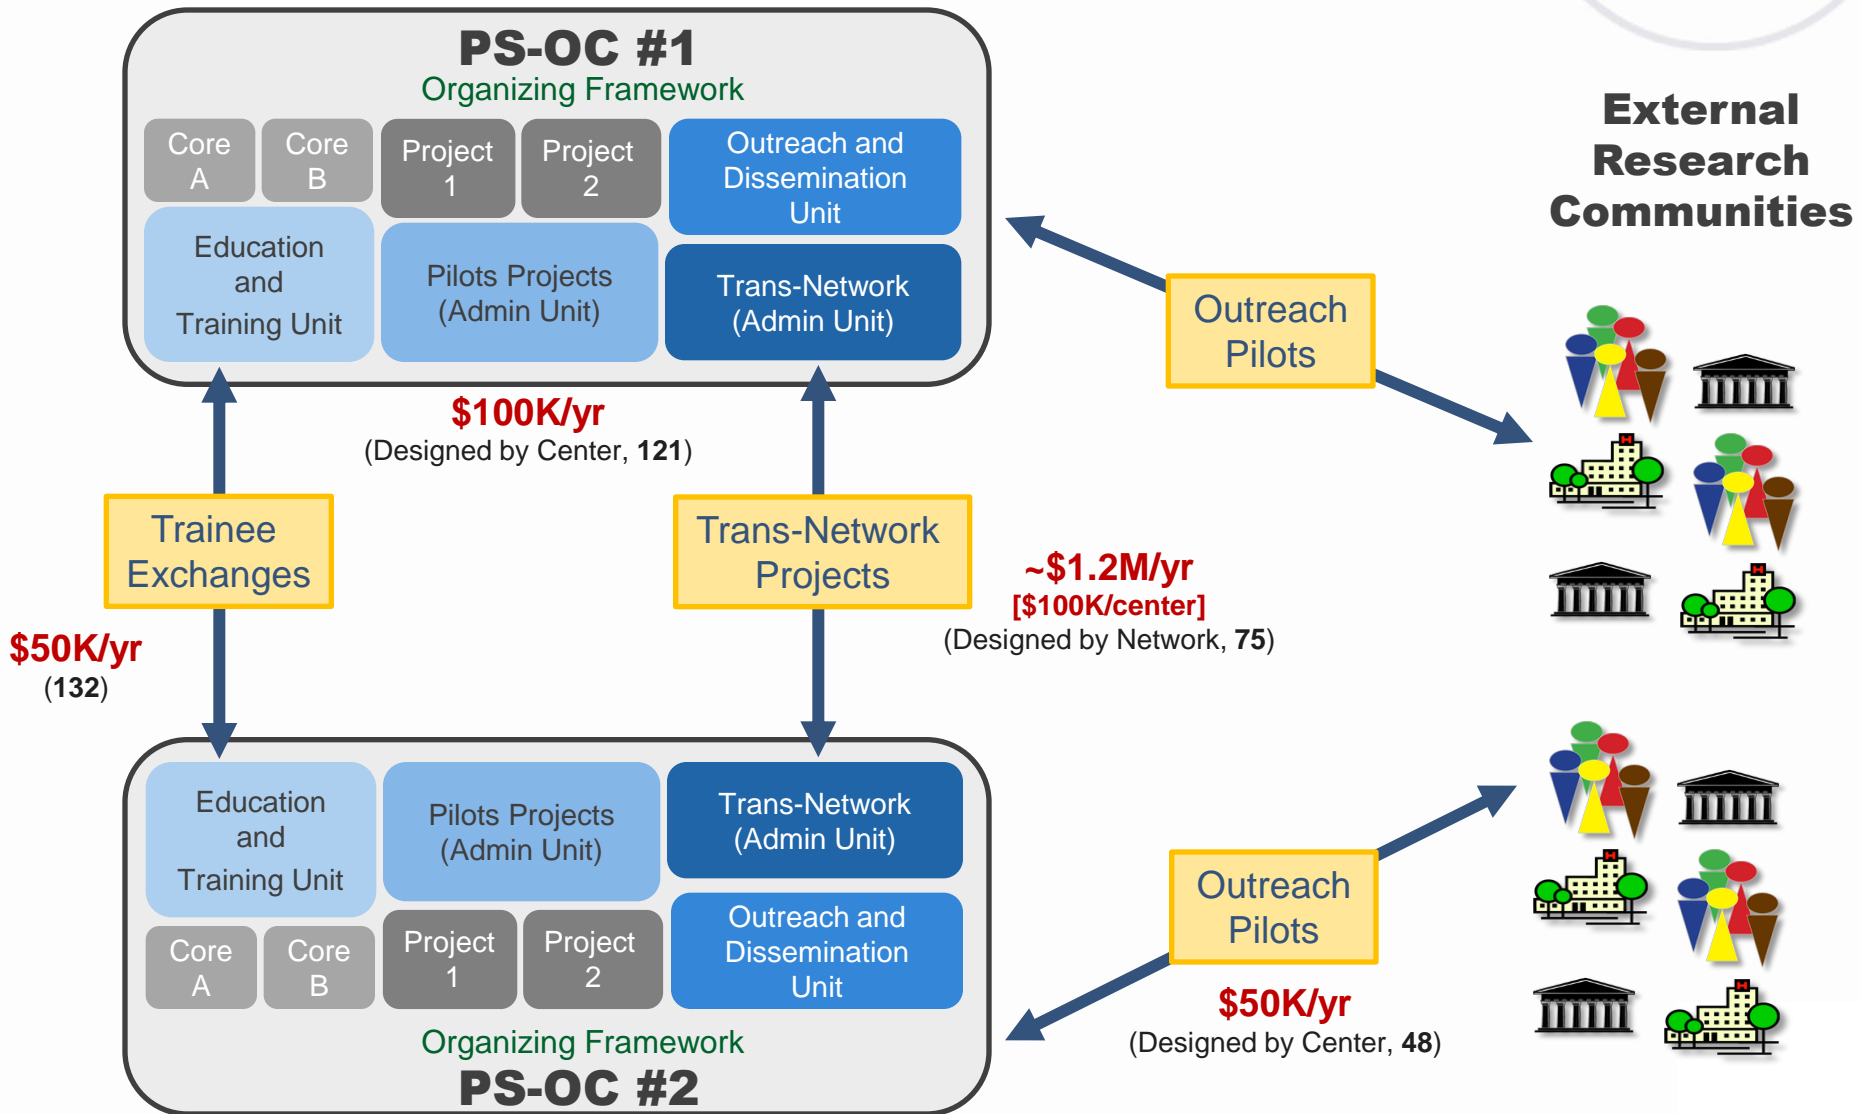 PS-OC #1
Organizing Framework
Core
A
Core
B
Project
1
Project
2
Outreach and
Dissemination
Unit
Education
and
Training Unit
Pilots Projects
(Admin Unit)
Trans-Network
(Admin Unit)
External
Research
Communities
Outreach
Pilots
$100K/yr
(Designed by Center, 121)
Trainee
Exchanges
Trans-Network
Projects
~$1.2M/yr
[$100K/center]
(Designed by Network, 75)
$50K/yr
(132)
Education
and
Training Unit
Pilots Projects
(Admin Unit)
Trans-Network
(Admin Unit)
Core
A
Core
B
Project
1
Project
2
Outreach and
Dissemination
Unit
Organizing Framework
PS-OC #2
Outreach
Pilots
$50K/yr
(Designed by Center, 48)
H
H
H
H